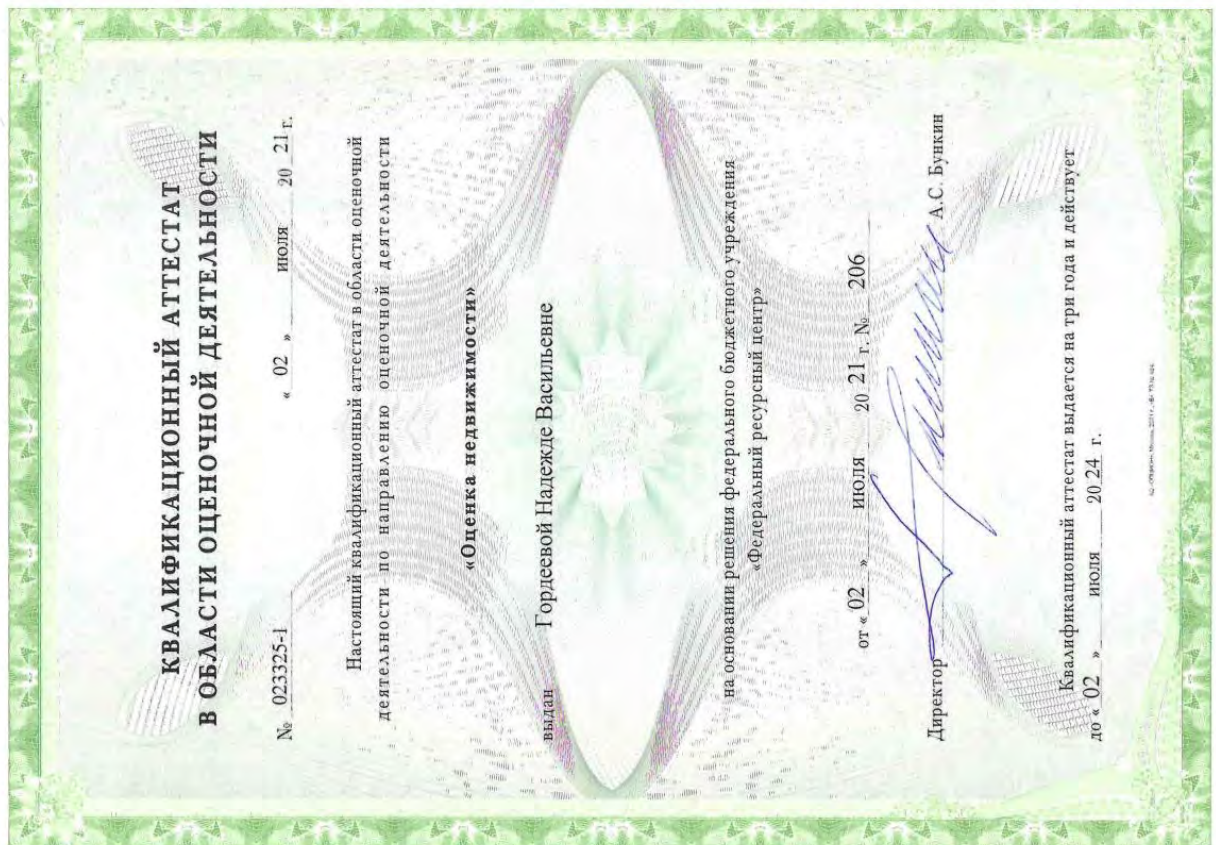 КВАЛИФИКАЦИОННЫЙ АТТЕСТАТ
В ОБЛАСТИ ОЦЕНОЧНОЙ ДЕЯТЕЛЬНОСТИ
№ 023325-1 « 02 » июля 20 21 г.
Настоящий квалификационный аттестат в области оценочной
деятельности по направлению оценочной деятельности
«Оценка недвижимости»
выдан Гордеевой Надежде Васильевне
на основании решения федерального бюджетного учреждения
«Федеральный ресурсный центр»
от « 02 » июля 20 21 г. № 206
Директор А.С. Бункин
Квалификационный аттестат выдается на три года и действует
до « 02 » июля 20 24 г.